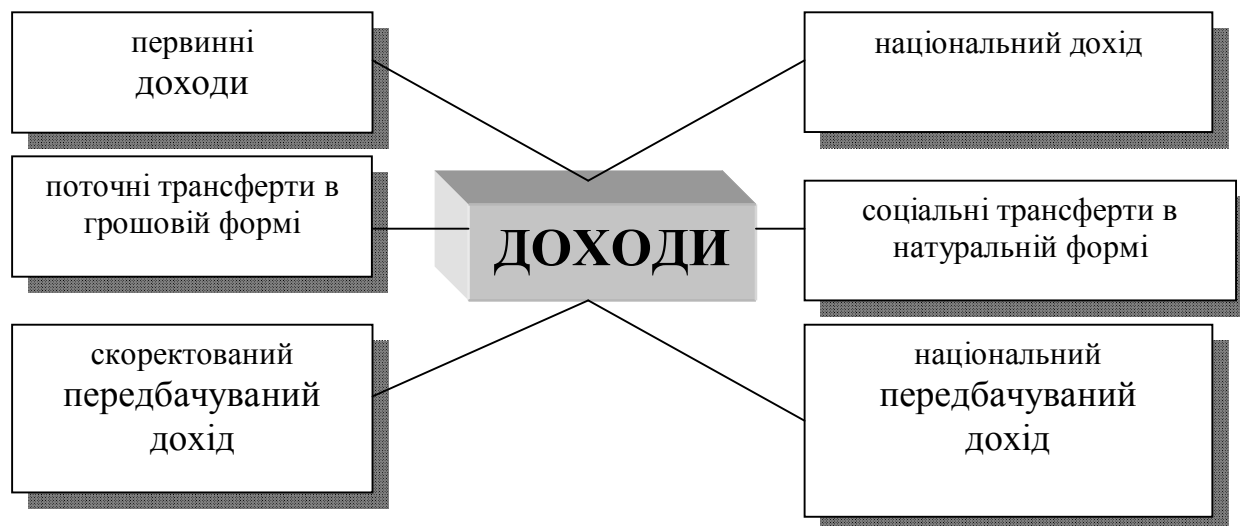 первинні
доходи
національний дохід
поточні трансферти в
грошовій формі
ДОХОДИ
соціальні трансферти в
натуральній формі
скоректований
передбачуваний
дохід
національний
передбачуваний
дохід